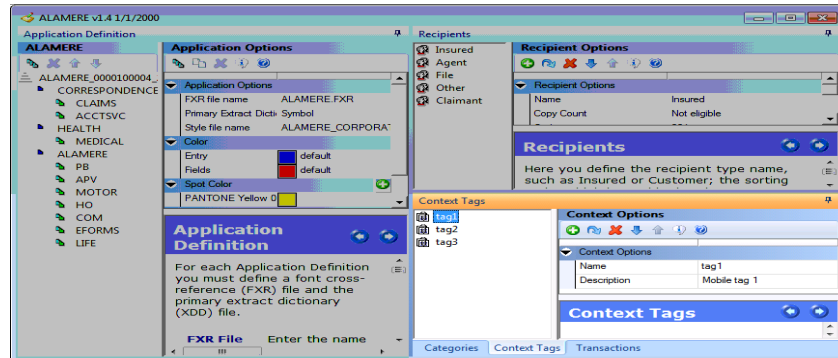 ALAMERE v1.4 1/1/2000
Application Definition
ALAMERE
ALAMERE_0000100004_
CORRESPONDENCE
CLAIMS
ACCTSVC
HEALTH
MEDICAL
ALAMERE
PB
APV
MOTOR
HO
COM
EFORMS
LIFE
Application Options
Application Options
FXR file name ALAMERE.FXR
Primary Extract Dictio Symbol
Style file name ALAMERE_CORPORAT
Color
Entry default
Fields default
Spot Color
PANTONE Yellow 0
Application Definition
For each Application Definition
you must define a font cross-
reference (FXR) file and the
primary extract dictionary
(XDD) file.
FXR File Enter the name
Recipients
Insured
Agent
File
Other
Claimant
Recipient Options
Recipient Options
Name Insured
Copy Count Not eligible
Recipients
Here you define the recipient type name,
such as Insured or Customer; the sorting
Context Tags
tag1
tag2
tag3
Context Options
Context Options
Name tag1
Description Mobile tag 1
Context Tags
Categories Context Tags Transactions